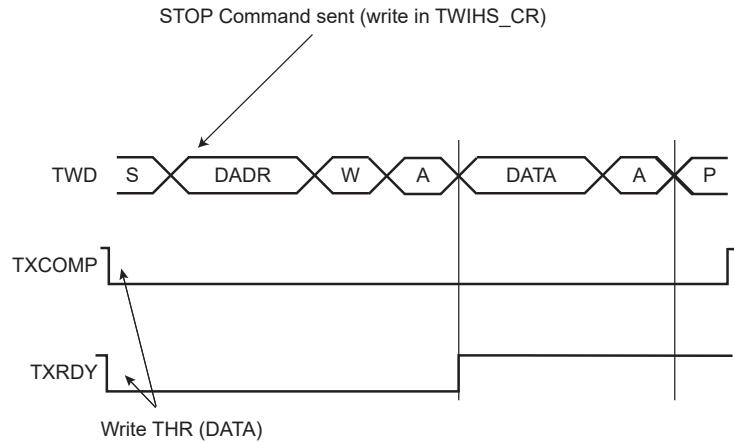 STOP Command sent (write in TWIHS_CR)
TWD S DADR W A DATA A P
TXCOMP
TXRDY
Write THR (DATA)